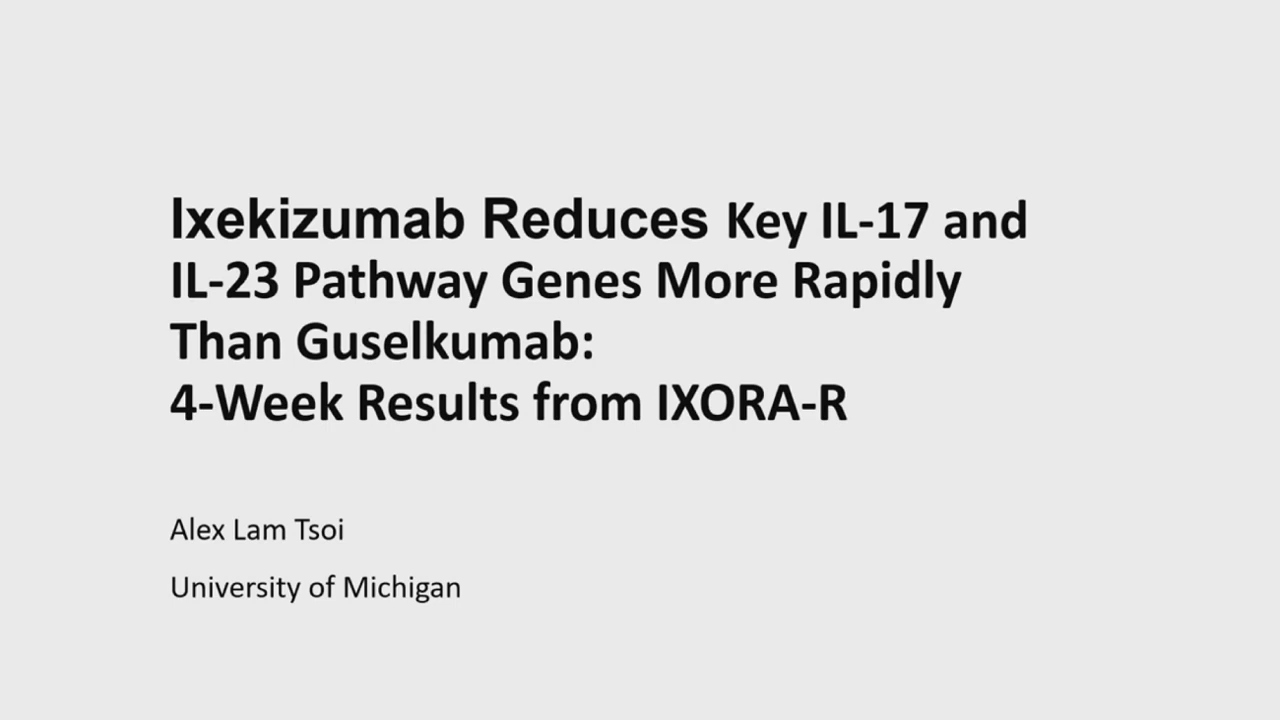 Ixekizumab Reduces Key IL-17 and
IL-23 Pathway Genes More Rapidly
Than Guselkumab:
4-Week Results from IXORA-R
Alex Lam Tsoi
University of Michigan